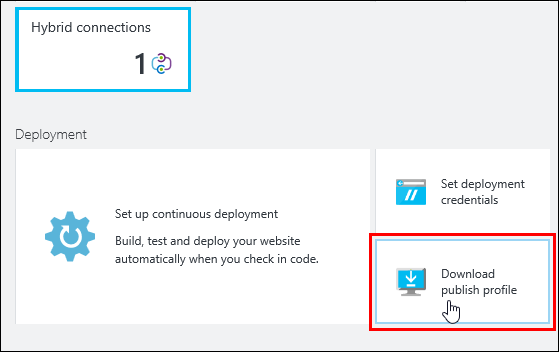 Hybrid connections
1
Deployment
Set up continuous deployment
Build, test and deploy your website
automatically when you check in code.
Set deployment
credentials
Download
publish profile